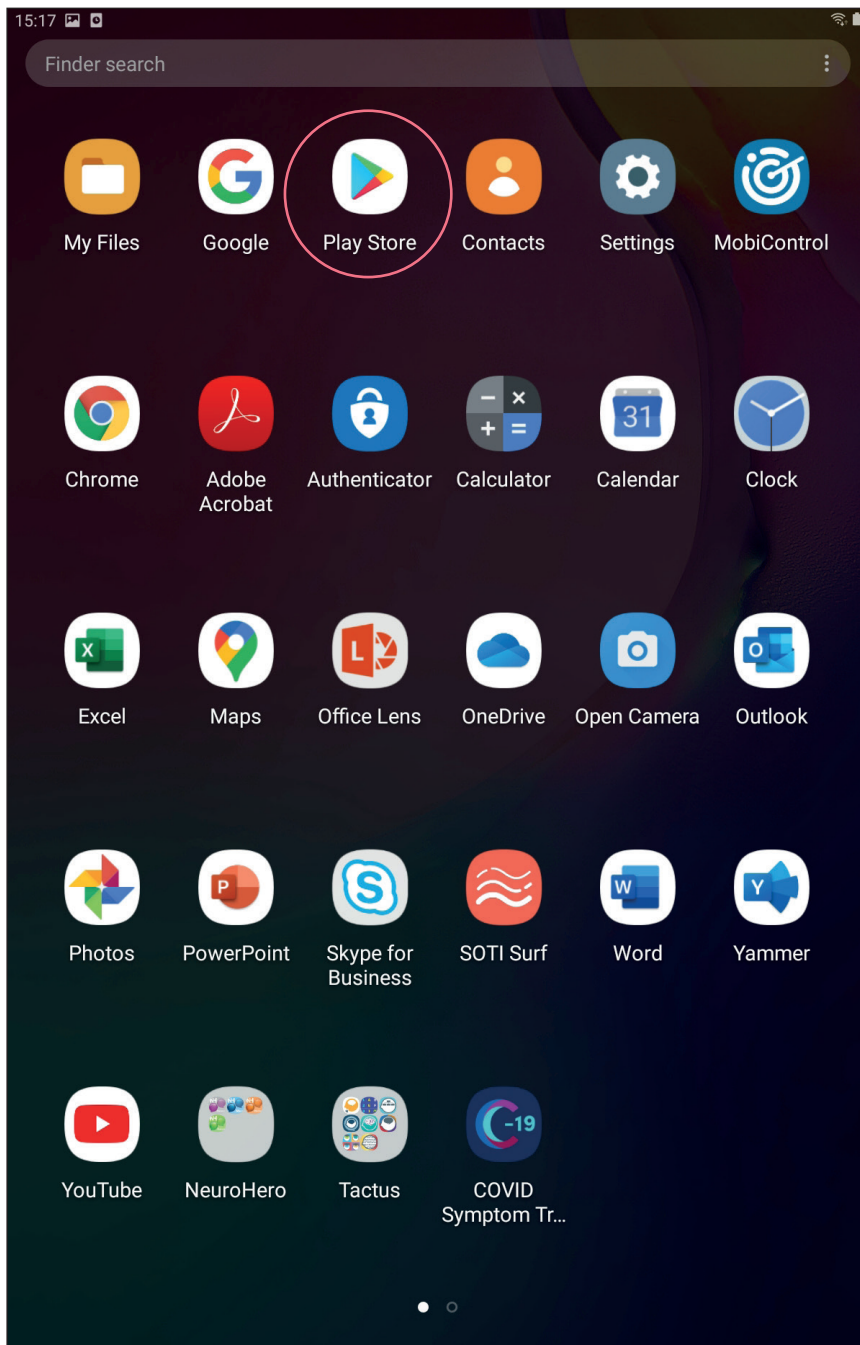 15:17
Finder search
My Files
Google
Play Store
Contacts
Settings
MobiControl
Chrome
Adobe
Acrobat
Authenticator
− ×
+ =
Calculator
31
Calendar
Clock
X
Excel
Maps
L
Office Lens
OneDrive
Open Camera
O
Outlook
Photos
P
PowerPoint
S
Skype for
Business
SOTI Surf
W
Word
Y
Yammer
YouTube
NeuroHero
Tactus
C-19
COVID
Symptom Tr...